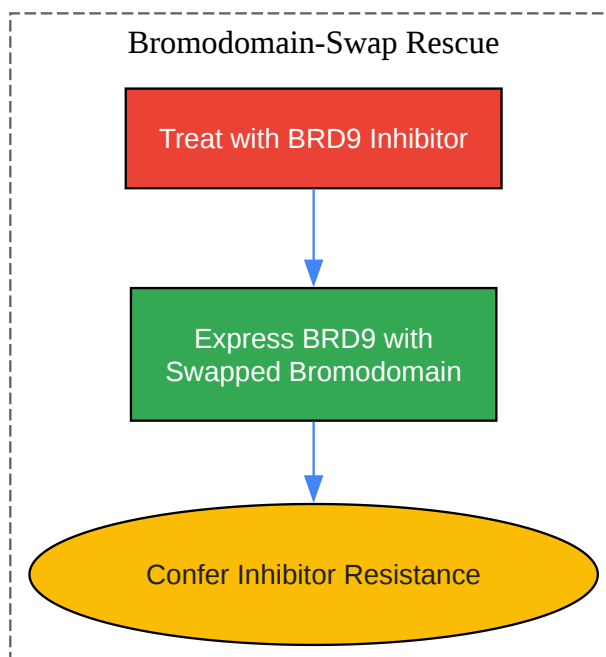 Bromodomain-Swap Rescue
Treat with BRD9 Inhibitor
Express BRD9 with
Swapped Bromodomain
Confer Inhibitor Resistance